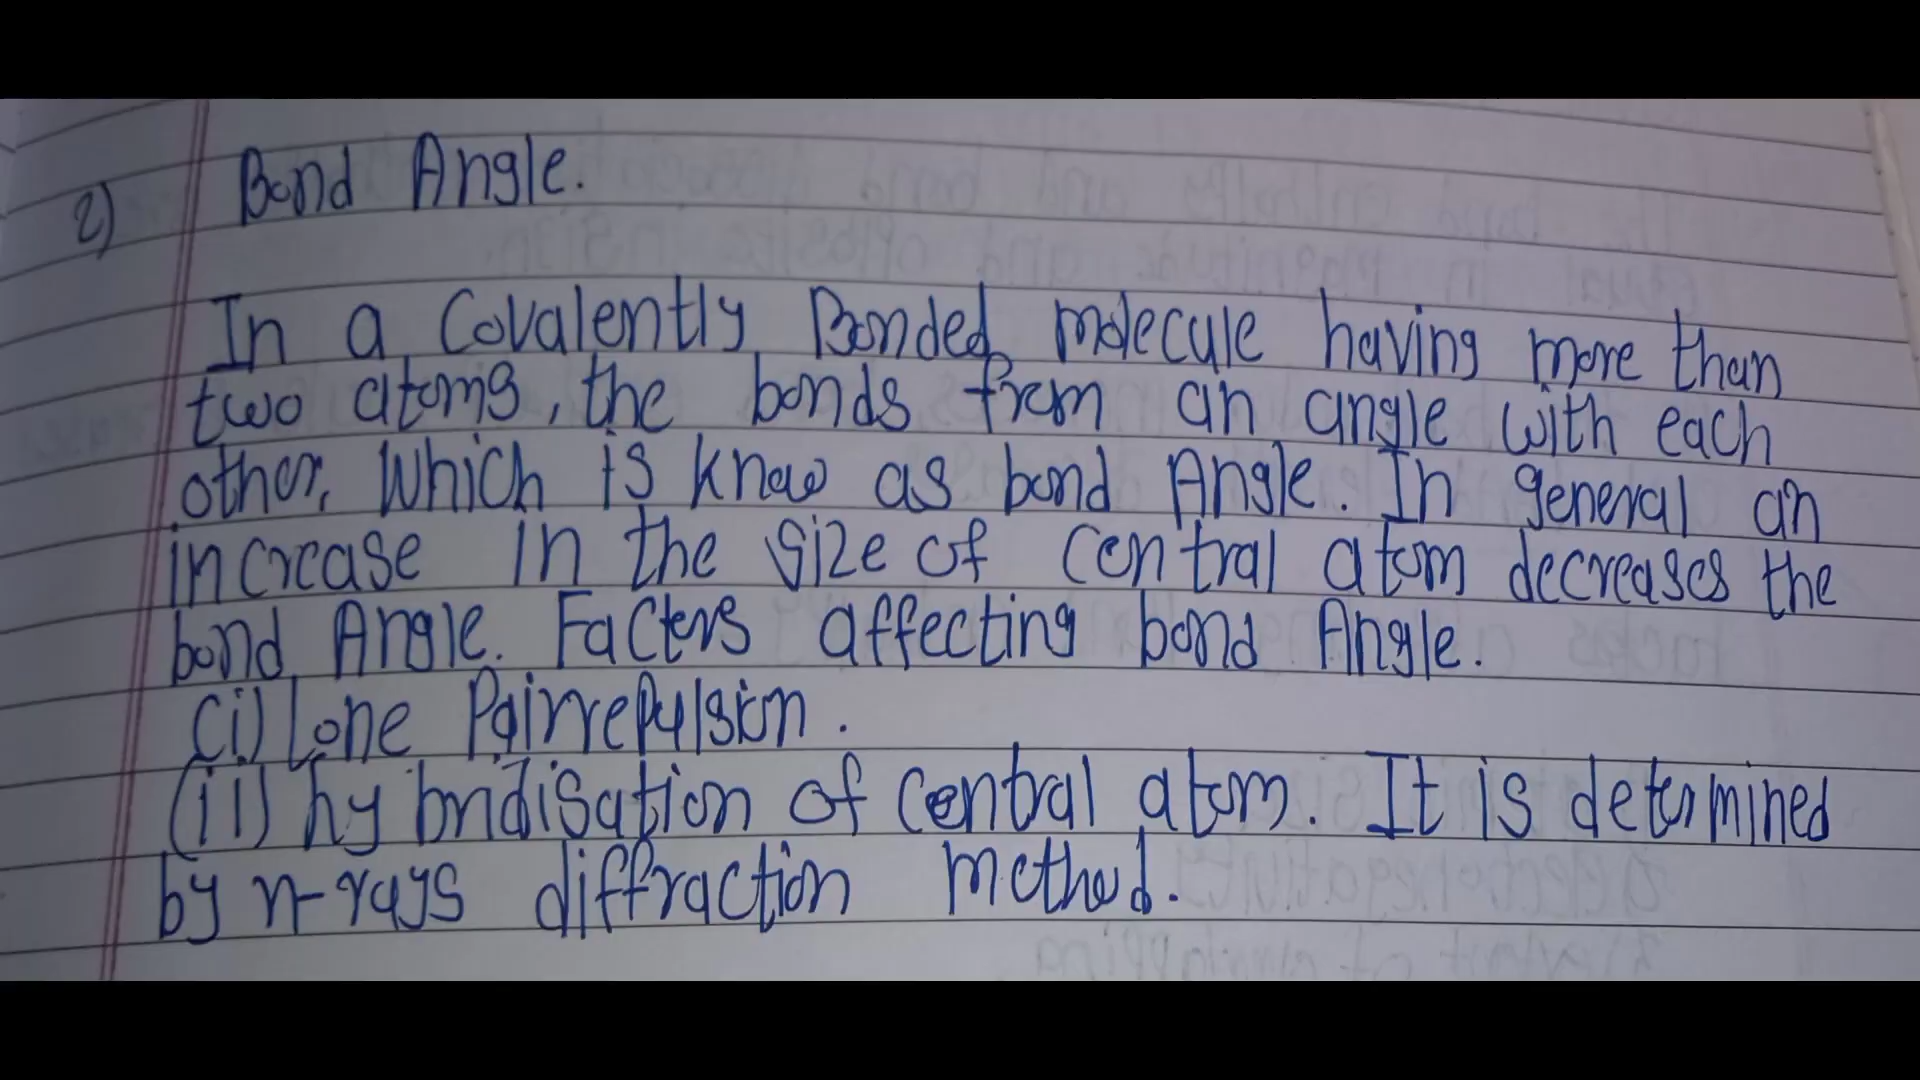 2) Bond Angle.
In a Covalently Bonded molecule having more than
two atoms, the bonds from an angle with each
other, Which is know as bond Angle. In general an
increase in the size of central atom decreases the
bond Angle. Factors affecting bond Angle.
(i) Lone Pairrepulsion.
(ii) hybridisation of central atom. It is determined
by n-rays diffraction method.